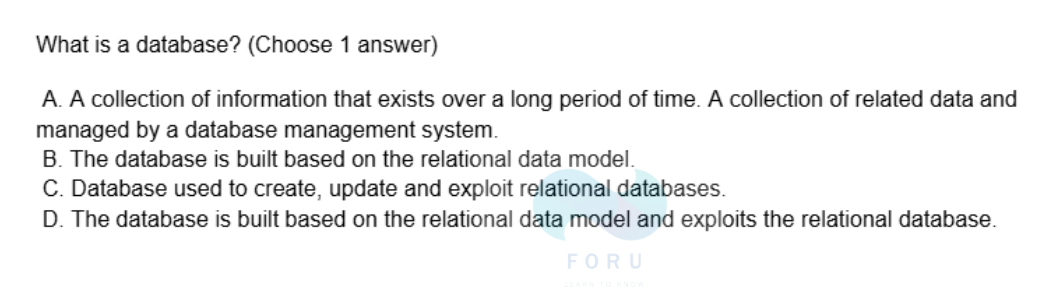 What is a database? (Choose 1 answer)
A. A collection of information that exists over a long period of time. A collection of related data and
managed by a database management system.
B. The database is built based on the relational data model.
C. Database used to create, update and exploit relational databases.
D. The database is built based on the relational data model and exploits the relational database.
FORU